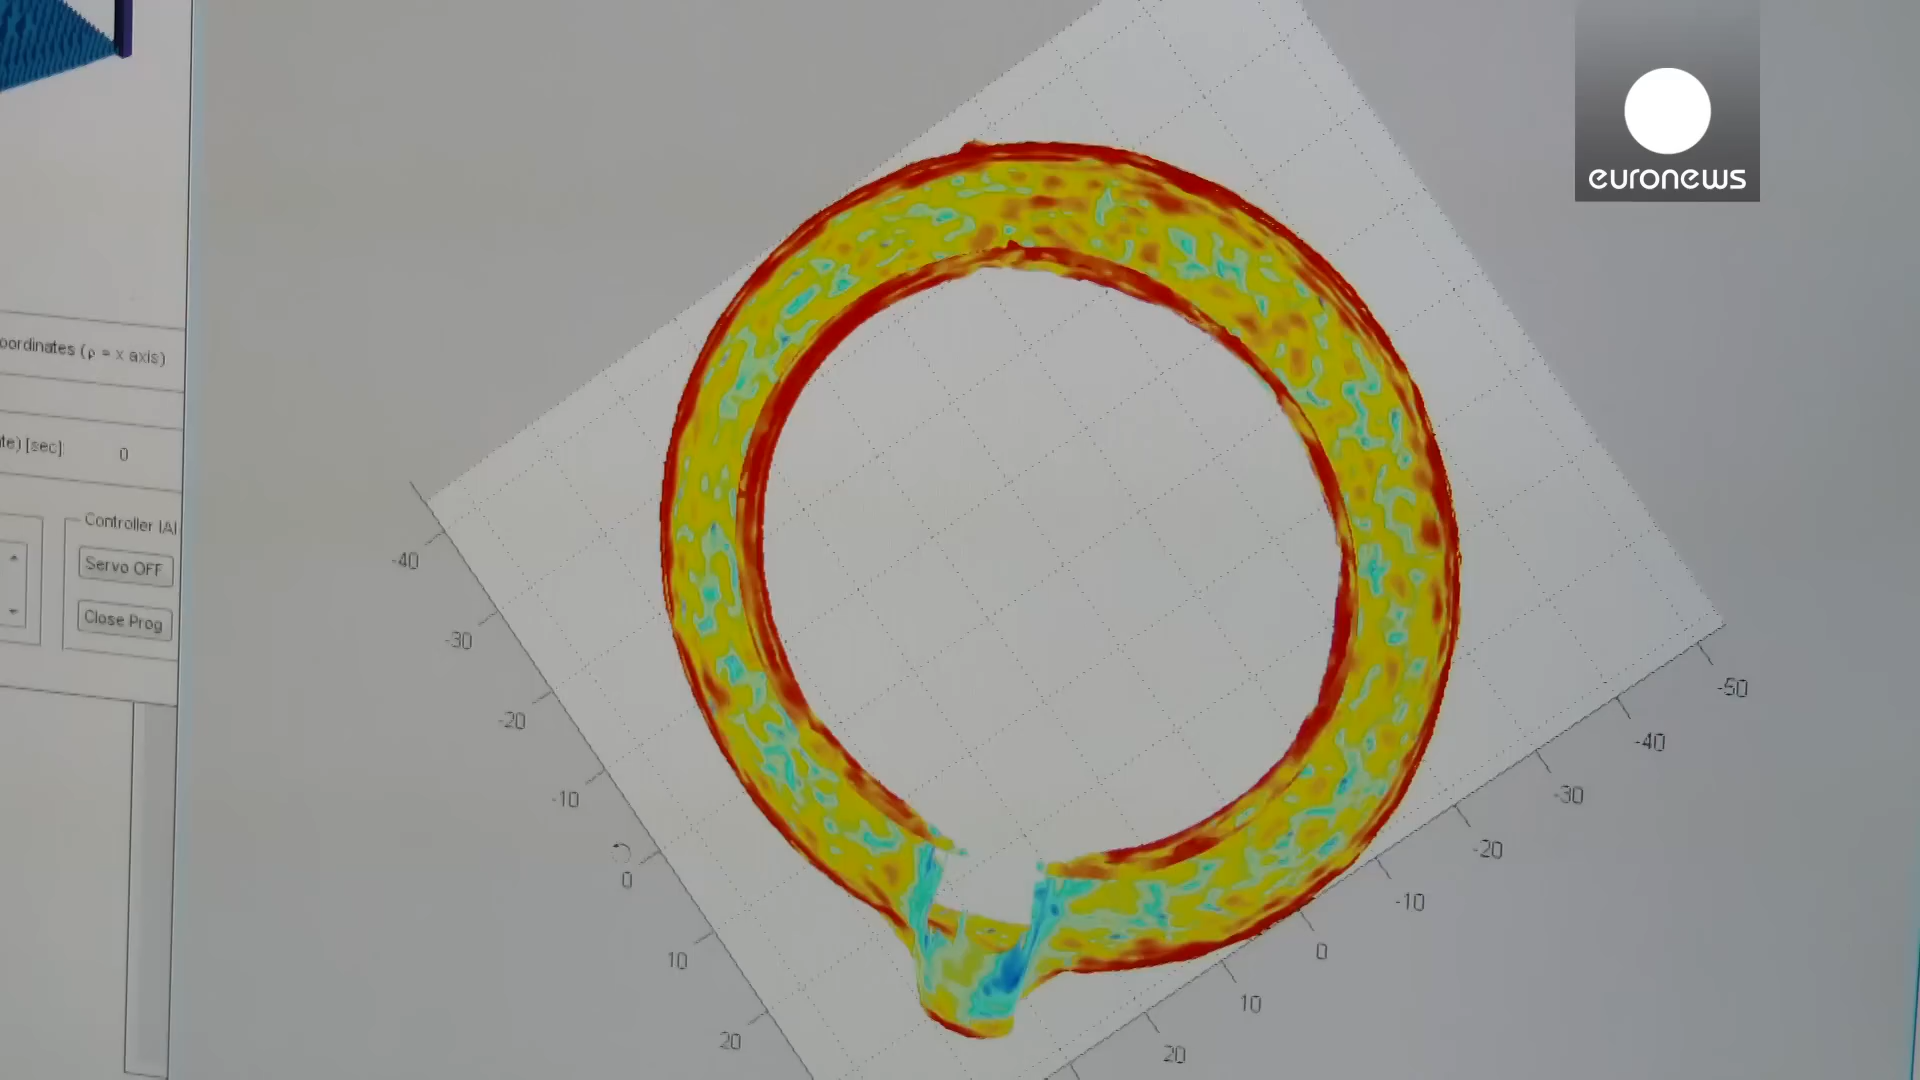 euronews
oordinates (ρ = x axis)
te) [sec]
0
Controller IAI
Servo OFF
Close Prog
-40
-30
-20
-10
0
10
20
-50
-40
-30
-20
-10
0
10
20